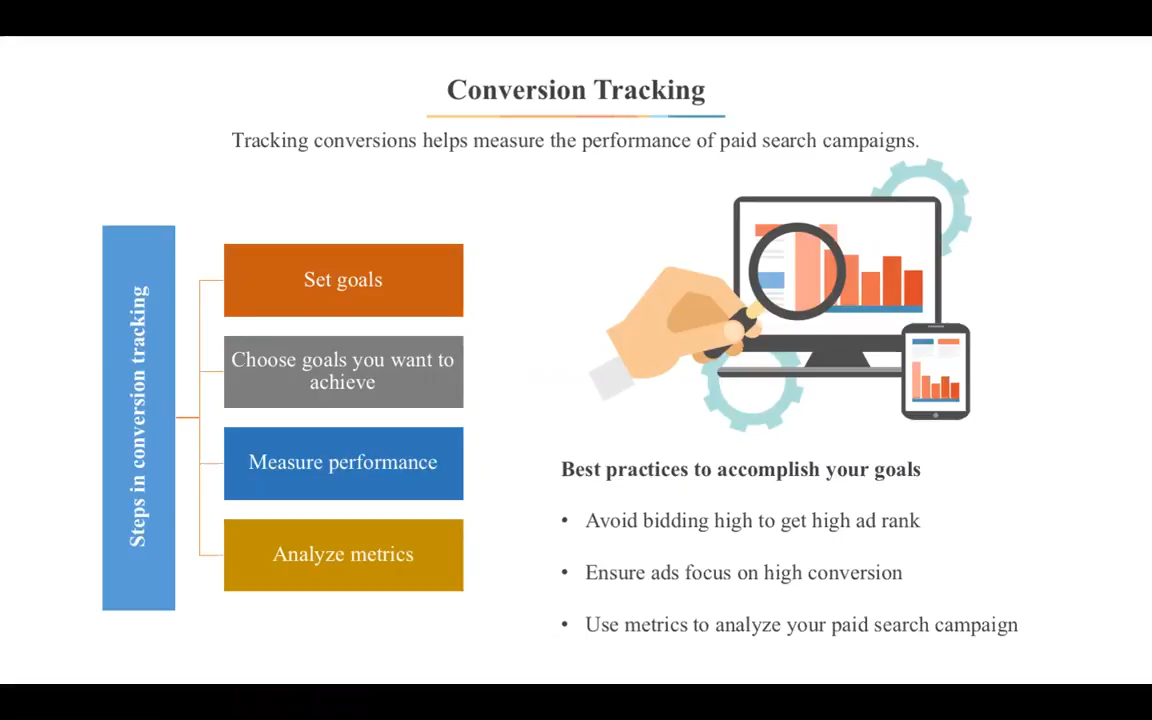 Conversion Tracking
Tracking conversions helps measure the performance of paid search campaigns.
Steps in conversion tracking
Set goals
Choose goals you want to
achieve
Measure performance
Analyze metrics
Best practices to accomplish your goals
• Avoid bidding high to get high ad rank
• Ensure ads focus on high conversion
• Use metrics to analyze your paid search campaign